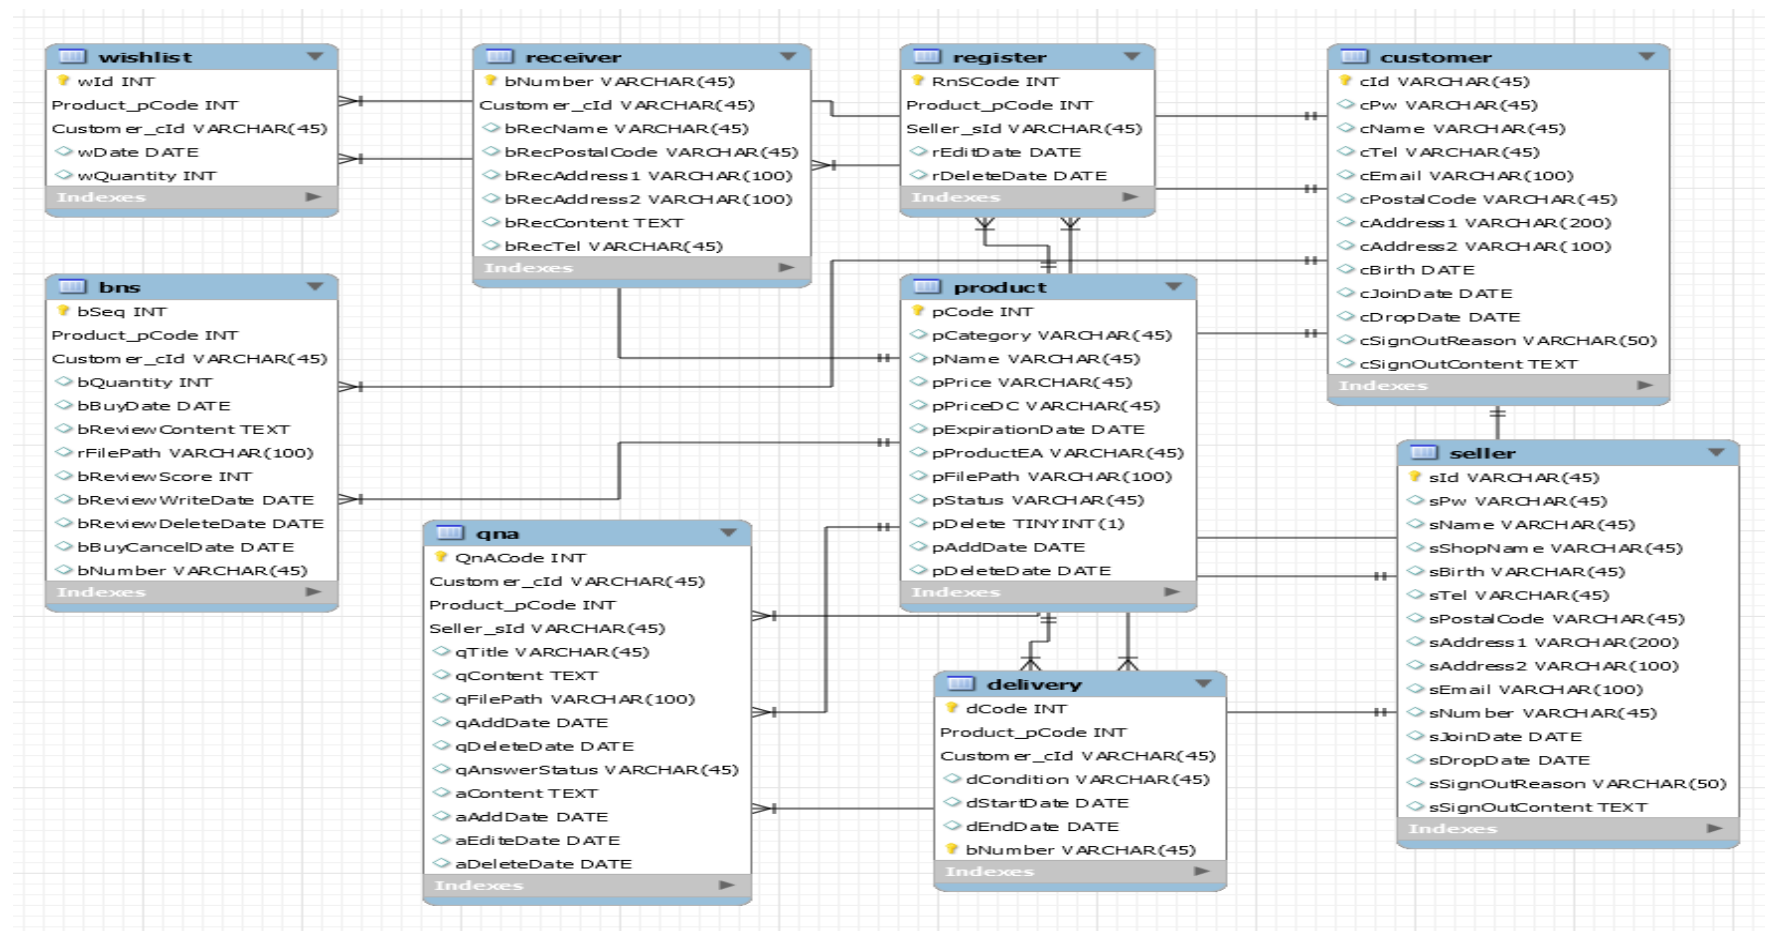 wishlist
wId INT
Product_pCode INT
Customer_cId VARCHAR(45)
wDate DATE
wQuantity INT
Indexes
receiver
bNumber VARCHAR(45)
Customer_cId VARCHAR(45)
bRecName VARCHAR(45)
bRecPostalCode VARCHAR(45)
bRecAddress1 VARCHAR(100)
bRecAddress2 VARCHAR(100)
bRecContent TEXT
bRecTel VARCHAR(45)
Indexes
register
RnSCode INT
Product_pCode INT
Seller_sId VARCHAR(45)
rEditDate DATE
rDeleteDate DATE
Indexes
customer
cId VARCHAR(45)
cPw VARCHAR(45)
cName VARCHAR(45)
cTel VARCHAR(45)
cEmail VARCHAR(100)
cPostalCode VARCHAR(45)
cAddress1 VARCHAR(200)
cAddress2 VARCHAR(100)
cBirth DATE
cJoinDate DATE
cDropDate DATE
cSignOutReason VARCHAR(50)
cSignOutContent TEXT
Indexes
bns
bSeq INT
Product_pCode INT
Customer_cId VARCHAR(45)
bQuantity INT
bBuyDate DATE
bReviewContent TEXT
rFilePath VARCHAR(100)
bReviewScore INT
bReviewWriteDate DATE
bReviewDeleteDate DATE
bBuyCancelDate DATE
bNumber VARCHAR(45)
Indexes
product
pCode INT
pCategory VARCHAR(45)
pName VARCHAR(45)
pPrice VARCHAR(45)
pPriceDC VARCHAR(45)
pExpirationDate DATE
pProductEA VARCHAR(45)
pFilePath VARCHAR(100)
pStatus VARCHAR(45)
pDelete TINYINT(1)
pAddDate DATE
pDeleteDate DATE
Indexes
seller
sId VARCHAR(45)
sPw VARCHAR(45)
sName VARCHAR(45)
sShopName VARCHAR(45)
sBirth VARCHAR(45)
sTel VARCHAR(45)
sPostalCode VARCHAR(45)
sAddress1 VARCHAR(200)
sAddress2 VARCHAR(100)
sEmail VARCHAR(100)
sNumber VARCHAR(45)
sJoinDate DATE
sDropDate DATE
sSignOutReason VARCHAR(50)
sSignOutContent TEXT
Indexes
qna
QnACode INT
Customer_cId VARCHAR(45)
Product_pCode INT
Seller_sId VARCHAR(45)
qTitle VARCHAR(45)
qContent TEXT
qFilePath VARCHAR(100)
qAddDate DATE
qDeleteDate DATE
qAnswerStatus VARCHAR(45)
aContent TEXT
aAddDate DATE
aEditeDate DATE
aDeleteDate DATE
Indexes
delivery
dCode INT
Product_pCode INT
Customer_cId VARCHAR(45)
dCondition VARCHAR(45)
dStartDate DATE
dEndDate DATE
bNumber VARCHAR(45)
Indexes